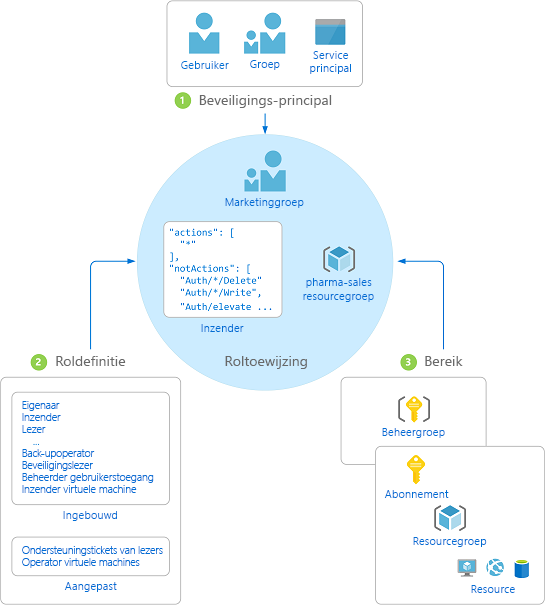 Gebruiker
Groep
Service
principal
1 Beveiligings-principal
Marketinggroep
"actions": [
"*"
],
"notActions": [
"Auth/*/Delete"
"Auth/*/Write",
"Auth/elevate ...
Inzender
pharma-sales
resourcegroep
Roltoewijzing
2 Roldefinitie
Eigenaar
Inzender
Lezer
...
Back-upoperator
Beveiligingslezer
Beheerder gebruikerstoegang
Inzender virtuele machine
Ingebouwd
Ondersteuningstickets van lezers
Operator virtuele machines
Aangepast
3 Bereik
Beheergroep
Abonnement
Resourcegroep
Resource